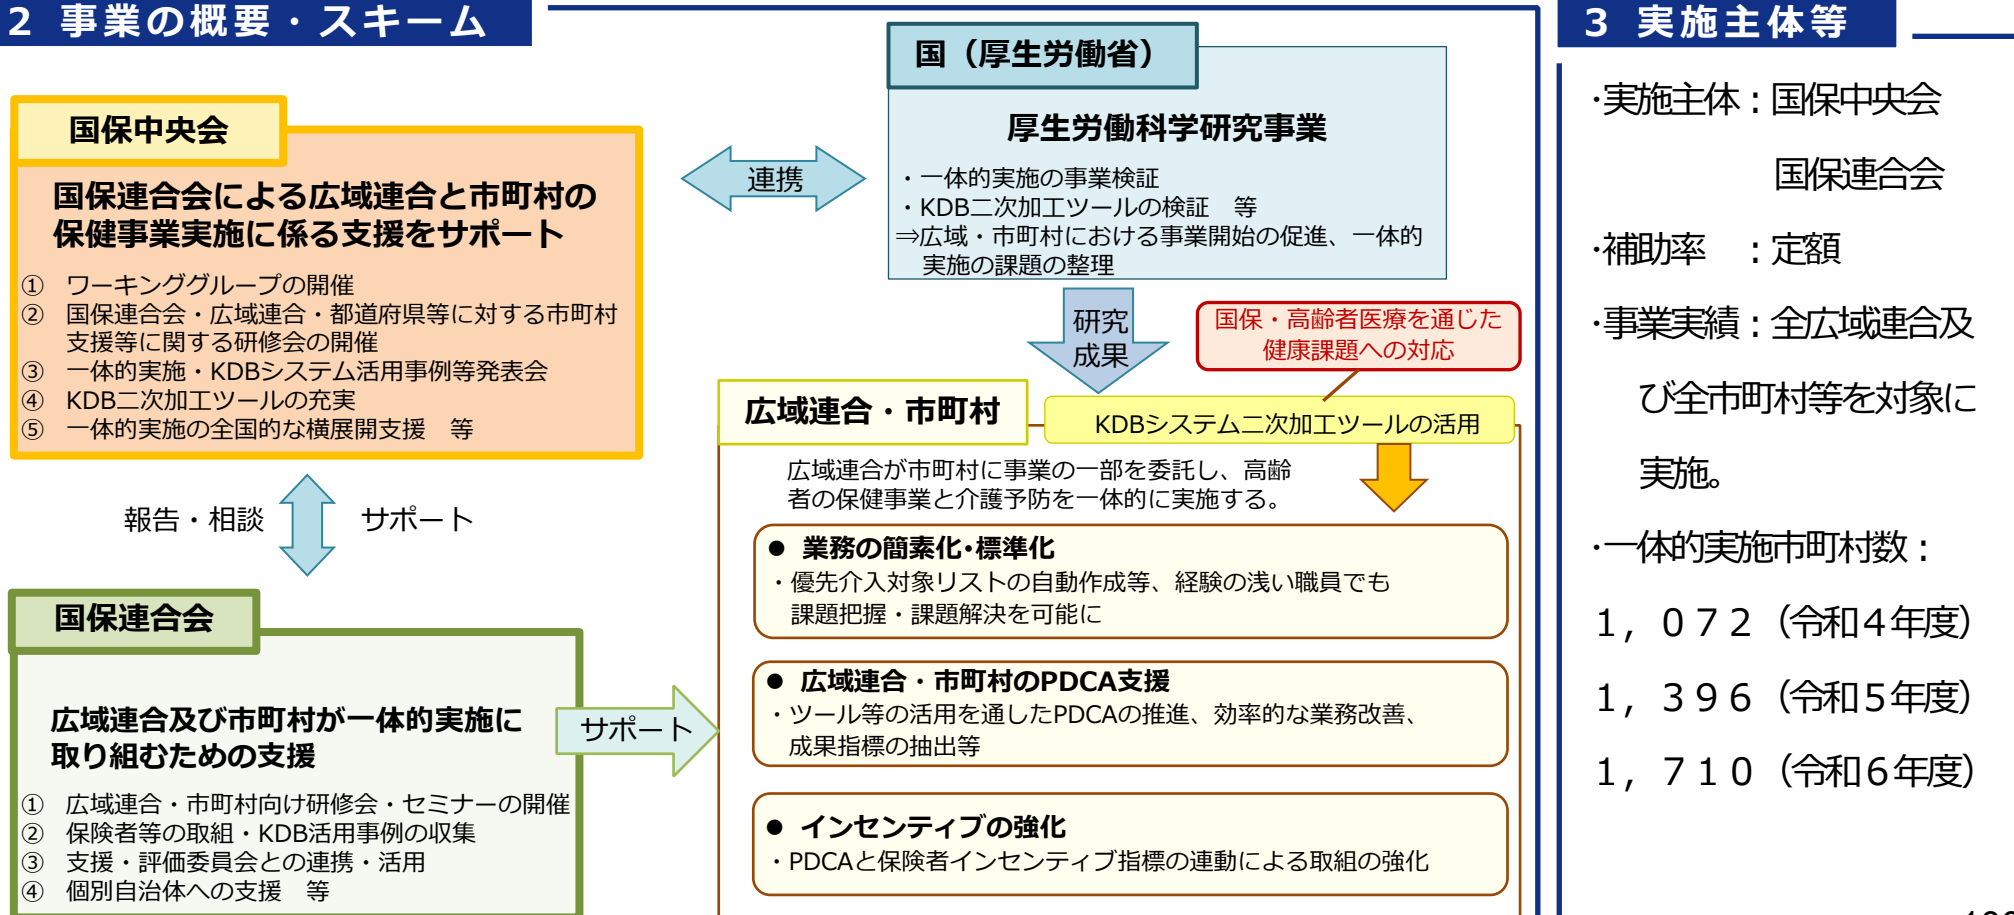 2 事業の概要・スキーム
国保中央会
国保連合会による広域連合と市町村の
保健事業実施に係る支援をサポート
① ワーキンググループの開催
② 国保連合会・広域連合・都道府県等に対する市町村
支援等に関する研修会の開催
③ 一体的実施・KDBシステム活用事例等発表会
④ KDB二次加工ツールの充実
⑤ 一体的実施の全国的な横展開支援 等
連携
国（厚生労働省）
厚生労働科学研究事業
・一体的実施の事業検証
・KDB二次加工ツールの検証 等
⇒広域・市町村における事業開始の促進、一体的
実施の課題の整理
研究
成果
国保・高齢者医療を通じた
健康課題への対応
報告・相談
サポート
国保連合会
広域連合及び市町村が一体的実施に
取り組むための支援
① 広域連合・市町村向け研修会・セミナーの開催
② 保険者等の取組・KDB活用事例の収集
③ 支援・評価委員会との連携・活用
④ 個別自治体への支援 等
サポート
広域連合・市町村
KDBシステム二次加工ツールの活用
広域連合が市町村に事業の一部を委託し、高齢
者の保健事業と介護予防を一体的に実施する。
● 業務の簡素化・標準化
・優先介入対象リストの自動作成等、経験の浅い職員でも
課題把握・課題解決を可能に
● 広域連合・市町村のPDCA支援
・ツール等の活用を通したPDCAの推進、効率的な業務改善、
成果指標の抽出等
● インセンティブの強化
・PDCAと保険者インセンティブ指標の連動による取組の強化
3 実施主体等
・実施主体：国保中央会
国保連合会
・補助率 ：定額
・事業実績：全広域連合及
び全市町村等を対象に
実施。
・一体的実施市町村数：
１，０７２（令和４年度）
１，３９６（令和５年度）
１，７１０（令和６年度）